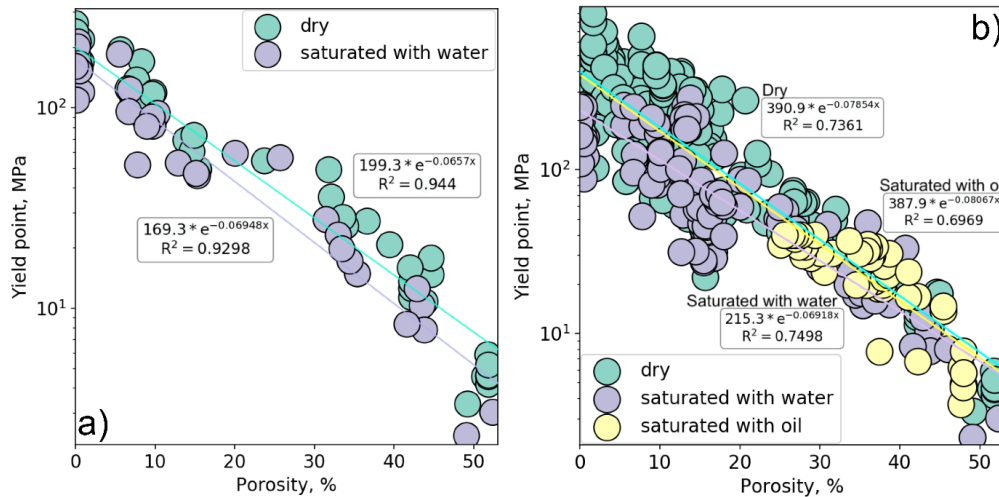 a)
dry
saturated with water
199.3 * e^−0.0657x
R² = 0.944
169.3 * e^−0.06948x
R² = 0.9298
Yield point, MPa
10²
10¹
0 10 20 30 40 50
Porosity, %
b)
Dry
390.9 * e^−0.07854x
R² = 0.7361
Saturated with o
387.9 * e^−0.08067x
R² = 0.6969
Saturated with water
215.3 * e^−0.06918x
R² = 0.7498
dry
saturated with water
saturated with oil
Yield point, MPa
10²
10¹
0 10 20 30 40 50
Porosity, %